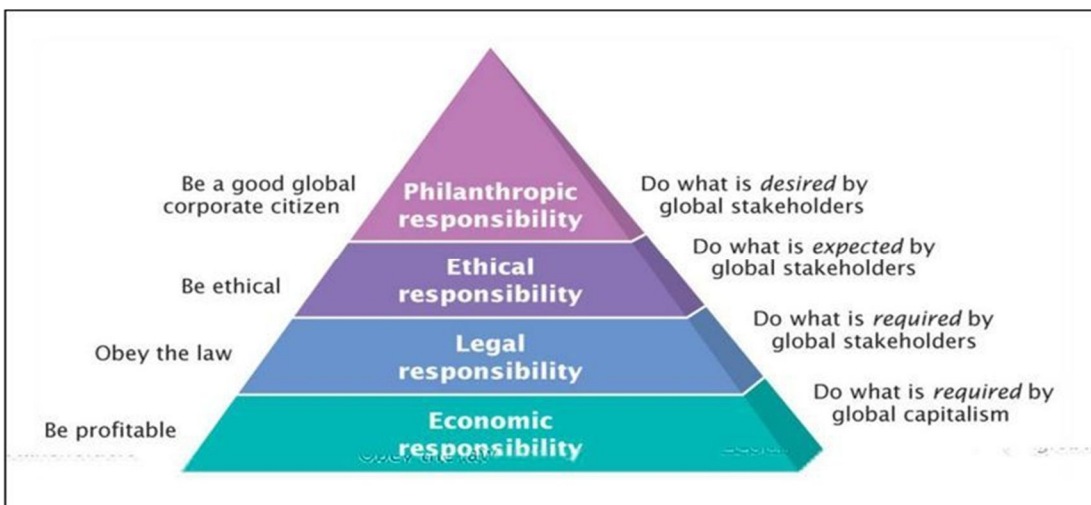 Be a good global
corporate citizen
Philanthropic
responsibility
Do what is desired by
global stakeholders
Be ethical
Ethical
responsibility
Do what is expected by
global stakeholders
Obey the law
Legal
responsibility
Do what is required by
global stakeholders
Be profitable
Economic
responsibility
Do what is required by
global capitalism